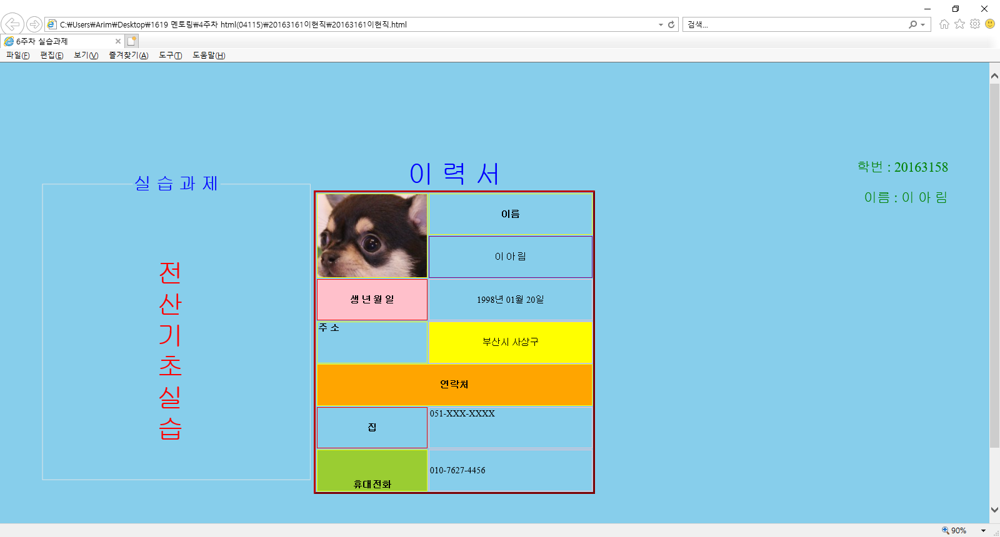 C:₩Users₩Arim₩Desktop₩1619 멘토링₩4주차 html(04115)₩20163161이현직₩20163161이현직.html
검색...
6주차 실습과제
파일(F) 편집(E) 보기(V) 즐겨찾기(A) 도구(T) 도움말(H)
이 력 서
학번 : 20163158
이름 : 이 아 림
실 습 과 제
전
산
기
초
실
습
이름
이 아 림
생 년 월 일
1998년 01월 20일
주 소
부산시 사상구
연락처
집
051-XXX-XXXX
휴대전화
010-7627-4456
90%